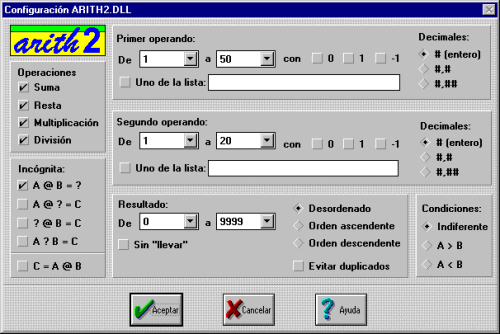 Configuración ARITH2.DLL
arith 2
Operaciones
Suma
Resta
Multiplicación
División
Incógnita:
A @ B = ?
A @ ? = C
? @ B = C
A ? B = C
C = A @ B
Primer operando:
De 1 a 50 con 0 1 -1
Uno de la lista:
Decimales:
# (entero)
#,#
#,##
Segundo operando:
De 1 a 20 con 0 1 -1
Uno de la lista:
Decimales:
# (entero)
#,#
#,##
Resultado:
De 0 a 9999
Sin "llevar"
Desordenado
Orden ascendente
Orden descendente
Evitar duplicados
Condiciones:
Indiferente
A > B
A < B
Aceptar
Cancelar
Ayuda